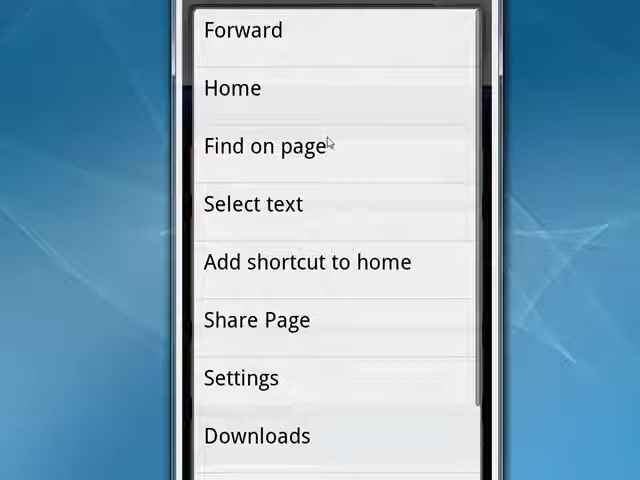 Forward
Home
Find on page
Select text
Add shortcut to home
Share Page
Settings
Downloads